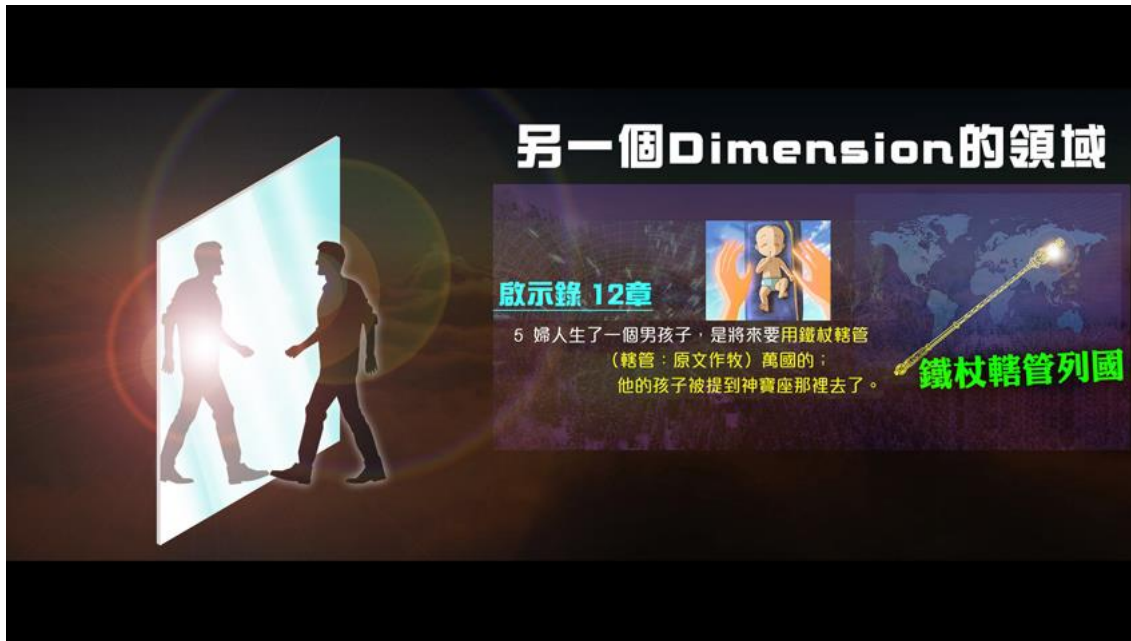 另一個Dimension的領域
啟示錄 12章
5 婦人生了一個男孩子，是將來要用鐵杖轄管
（轄管：原文作牧）萬國的；
他的孩子被提到神寶座那裡去了。
鐵杖轄管列國